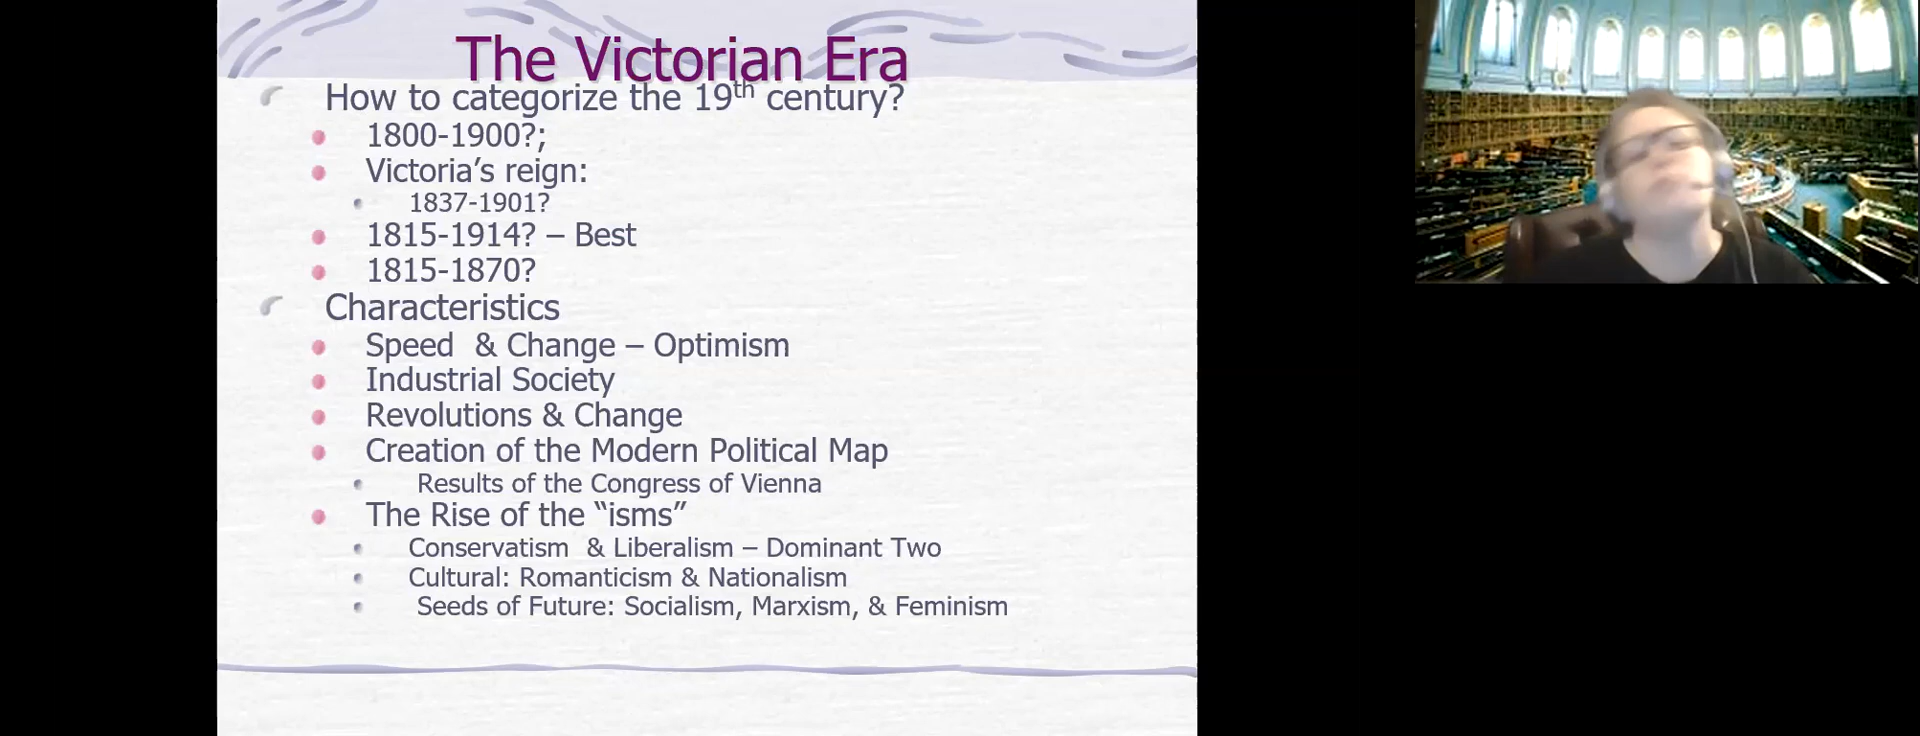 The Victorian Era
How to categorize the 19th century?
1800-1900?;
Victoria’s reign:
1837-1901?
1815-1914? – Best
1815-1870?
Characteristics
Speed  & Change – Optimism
Industrial Society
Revolutions & Change
Creation of the Modern Political Map
Results of the Congress of Vienna
The Rise of the “isms”
Conservatism  & Liberalism – Dominant Two
Cultural: Romanticism & Nationalism
Seeds of Future: Socialism, Marxism, & Feminism